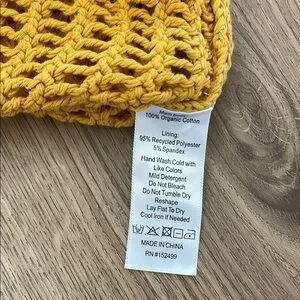 100% Organic Cotton
Lining:
95% Recycled Polyester
5% Spandex
Hand Wash Cold with
Like Colors
Mild Detergent
Do Not Bleach
Do Not Tumble Dry
Reshape
Lay Flat To Dry
Cool Iron If Needed
MADE IN CHINA
RN#152499